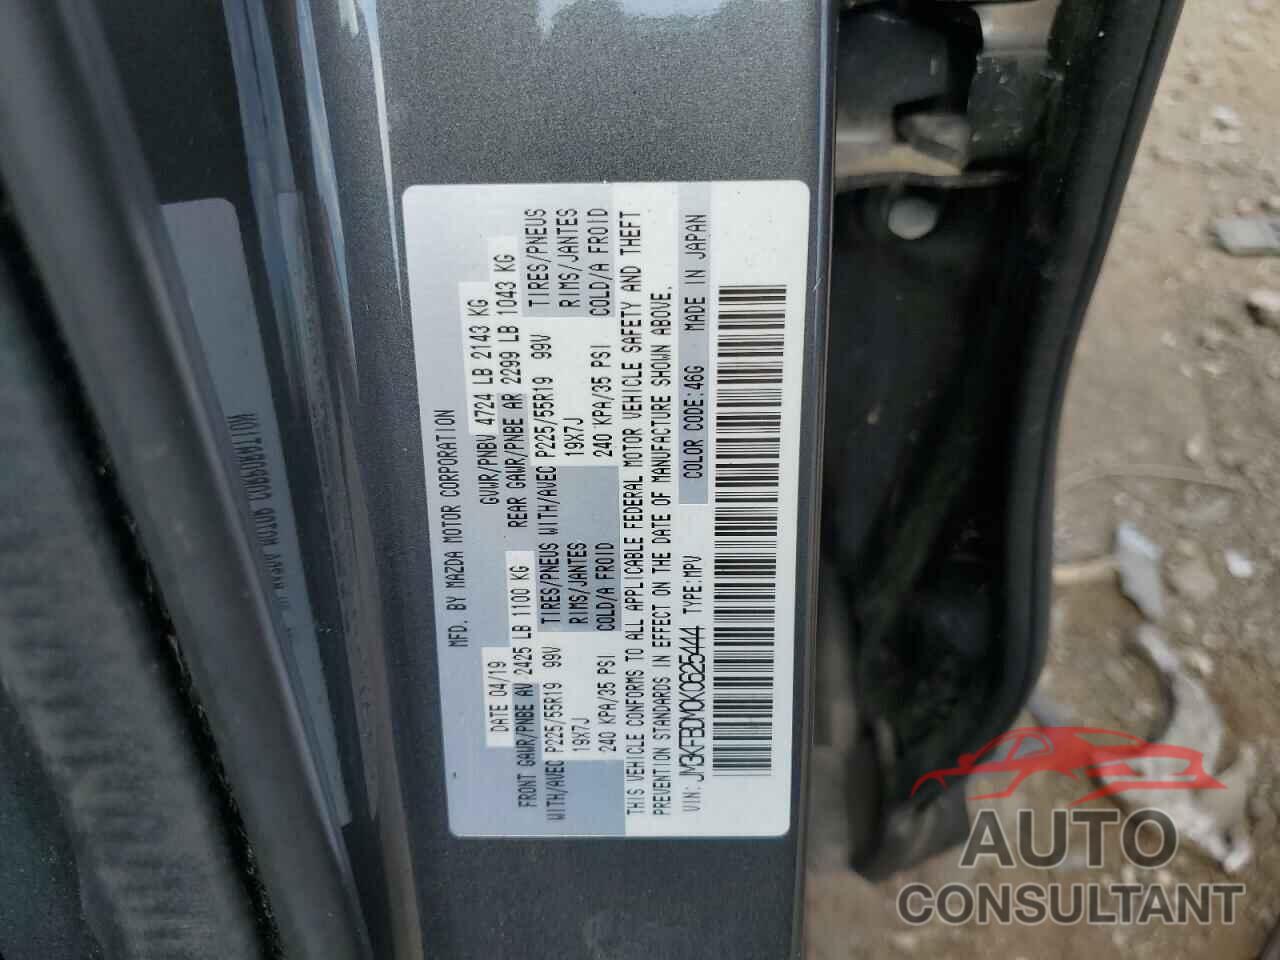 MFD. BY MAZDA MOTOR CORPORATION
DATE 04/19 GVWR/PNBV 4724 LB 2143 KG
FRONT GAWR/PNBE AV 2425 LB 1100 KG REAR GAWR/PNBE AR 2299 LB 1043 KG
WITH/AVEC P225/55R19 99V TIRES/PNEUS WITH/AVEC P225/55R19 99V TIRES/PNEUS
19X7J RIMS/JANTES 19X7J RIMS/JANTES
240 KPA/35 PSI COLD/A FROID 240 KPA/35 PSI COLD/A FROID
THIS VEHICLE CONFORMS TO ALL APPLICABLE FEDERAL MOTOR VEHICLE SAFETY AND THEFT
PREVENTION STANDARDS IN EFFECT ON THE DATE OF MANUFACTURE SHOWN ABOVE.
VIN: JM3KFBDM0K0625444 TYPE:MPV COLOR CODE:46G MADE IN JAPAN
AUTO
CONSULTANT